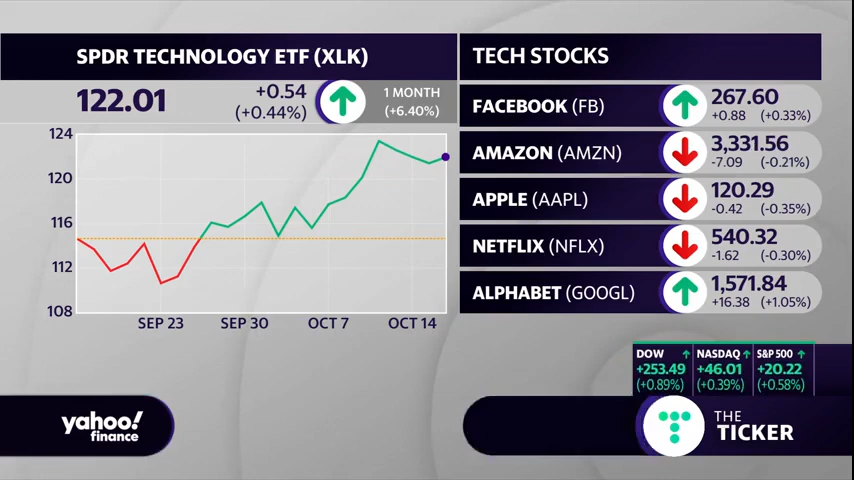 SPDR TECHNOLOGY ETF (XLK)
122.01
+0.54
(+0.44%)
1 MONTH
(+6.40%)
124
120
116
112
108
SEP 23
SEP 30
OCT 7
OCT 14
TECH STOCKS
FACEBOOK (FB)
267.60
+0.88 (+0.33%)
AMAZON (AMZN)
3,331.56
-7.09 (-0.21%)
APPLE (AAPL)
120.29
-0.42 (-0.35%)
NETFLIX (NFLX)
540.32
-1.62 (-0.30%)
ALPHABET (GOOGL)
1,571.84
+16.38 (+1.05%)
DOW
+253.49
(+0.89%)
NASDAQ
+46.01
(+0.39%)
S&P 500
+20.22
(+0.58%)
yahoo!
finance
THE
TICKER